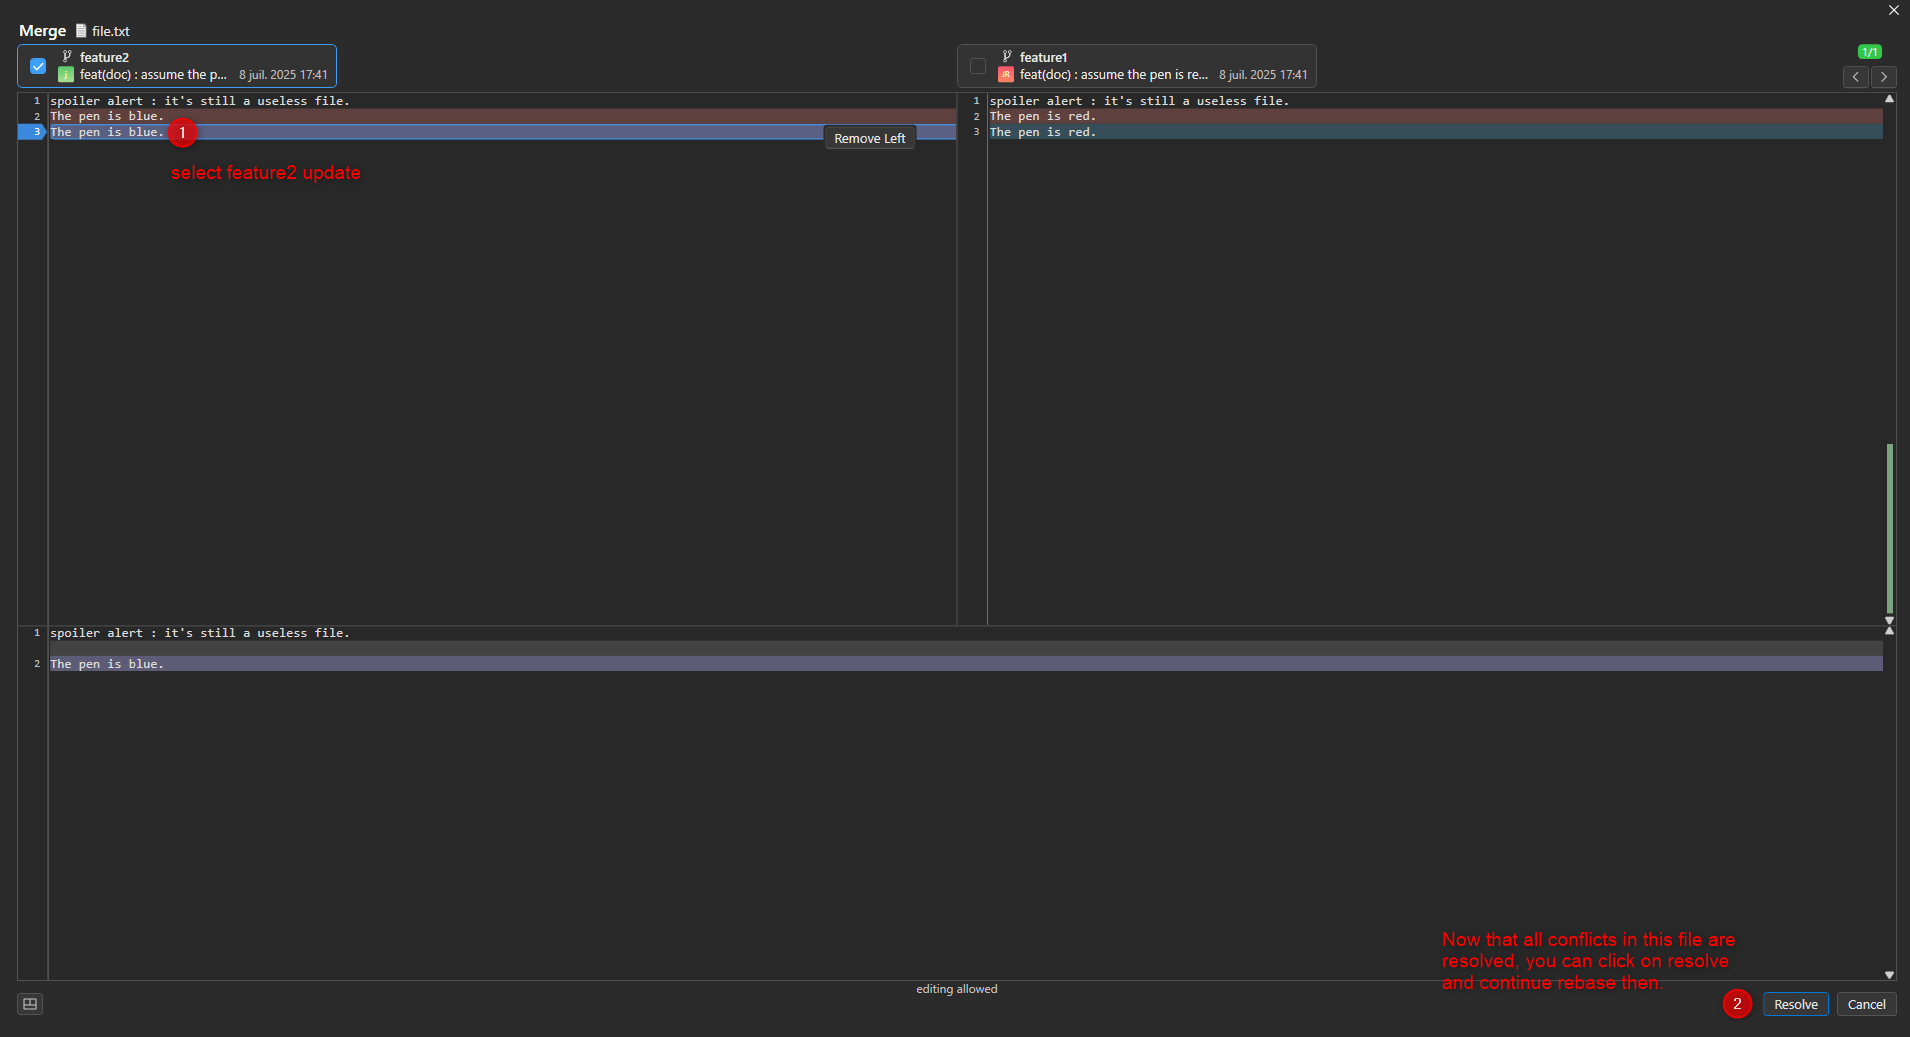 Merge file.txt
feature2
j feat(doc) : assume the p... 8 juil. 2025 17:41
feature1
JR feat(doc) : assume the pen is re... 8 juil. 2025 17:41
1/1
1 spoiler alert : it's still a useless file.
2 The pen is blue.
3 The pen is blue. 1
Remove Left
select feature2 update
1 spoiler alert : it's still a useless file.
2 The pen is red.
3 The pen is red.
1 spoiler alert : it's still a useless file.
2 The pen is blue.
Now that all conflicts in this file are
resolved, you can click on resolve
and continue rebase then.
editing allowed
2 Resolve Cancel